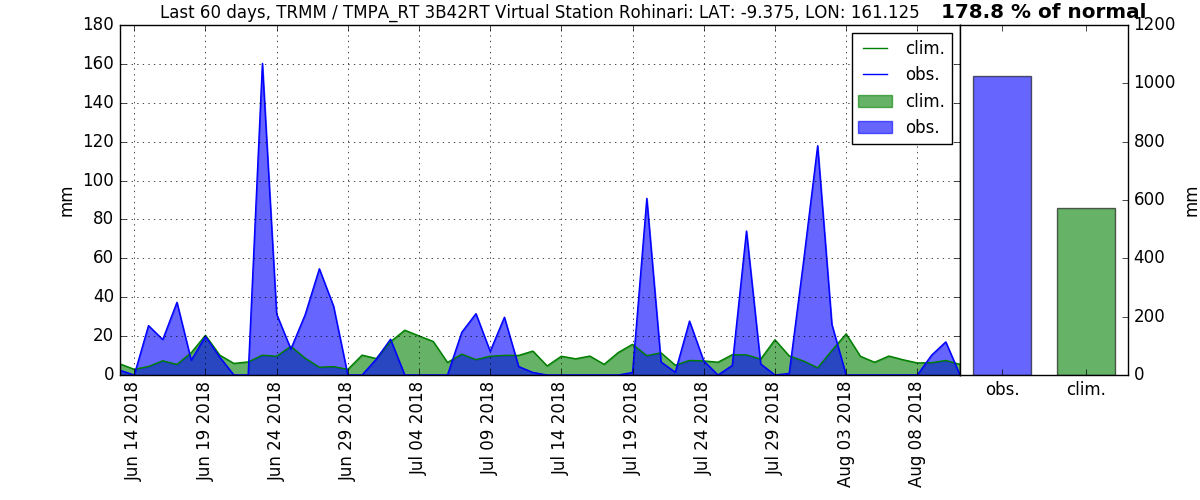 Last 60 days, TRMM / TMPA_RT 3B42RT Virtual Station Rohinari: LAT: -9.375, LON: 161.125
178.8 % of normal
mm
180
160
140
120
100
80
60
40
20
0
clim.
obs.
clim.
obs.
Jun 14 2018
Jun 19 2018
Jun 24 2018
Jun 29 2018
Jul 04 2018
Jul 09 2018
Jul 14 2018
Jul 19 2018
Jul 24 2018
Jul 29 2018
Aug 03 2018
Aug 08 2018
1200
1000
800
600
400
200
0
mm
obs.
clim.